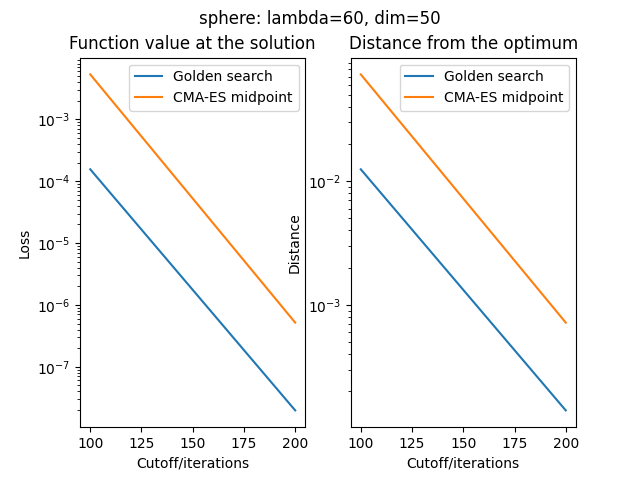 sphere: lambda=60, dim=50
Function value at the solution
Golden search
CMA-ES midpoint
10⁻³
10⁻⁴
10⁻⁵
10⁻⁶
10⁻⁷
Loss
100
125
150
175
200
Cutoff/iterations
Distance from the optimum
Golden search
CMA-ES midpoint
10⁻²
10⁻³
Distance
100
125
150
175
200
Cutoff/iterations